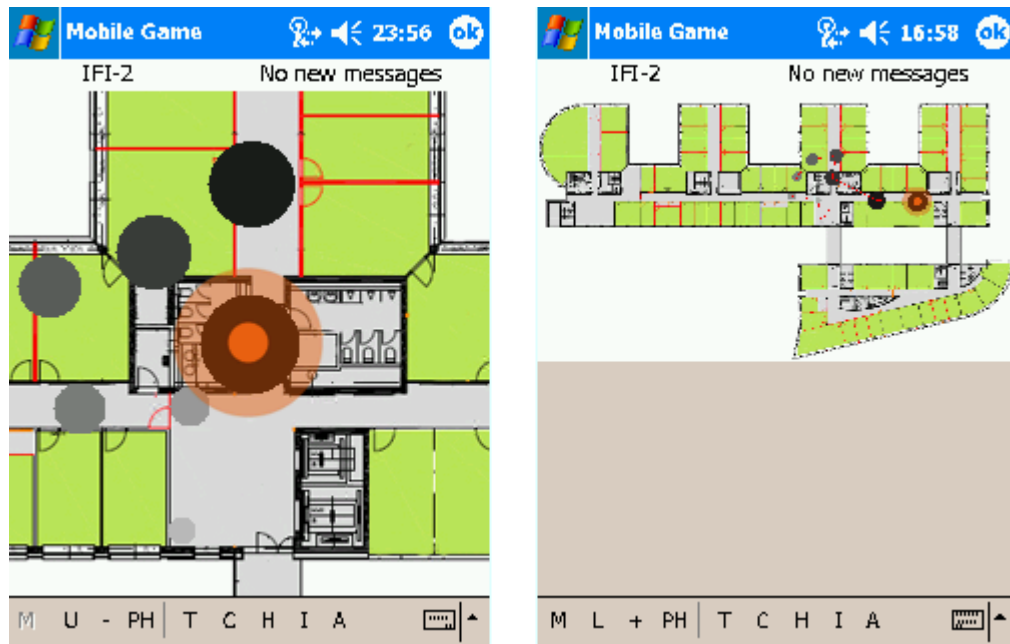 Mobile Game 23:56 ok
IFI-2 No new messages
M U - PH T C H I A
Mobile Game 16:58 ok
IFI-2 No new messages
M L + PH T C H I A